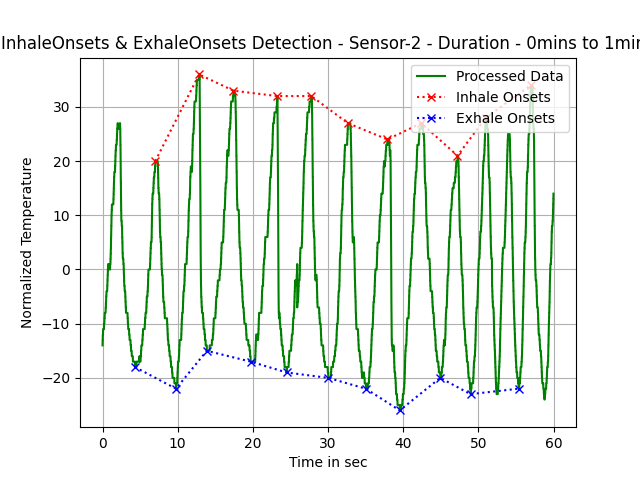 InhaleOnsets & ExhaleOnsets Detection - Sensor-2 - Duration - 0mins to 1min
Processed Data
Inhale Onsets
Exhale Onsets
Normalized Temperature
30
20
10
0
−10
−20
0 10 20 30 40 50 60
Time in sec